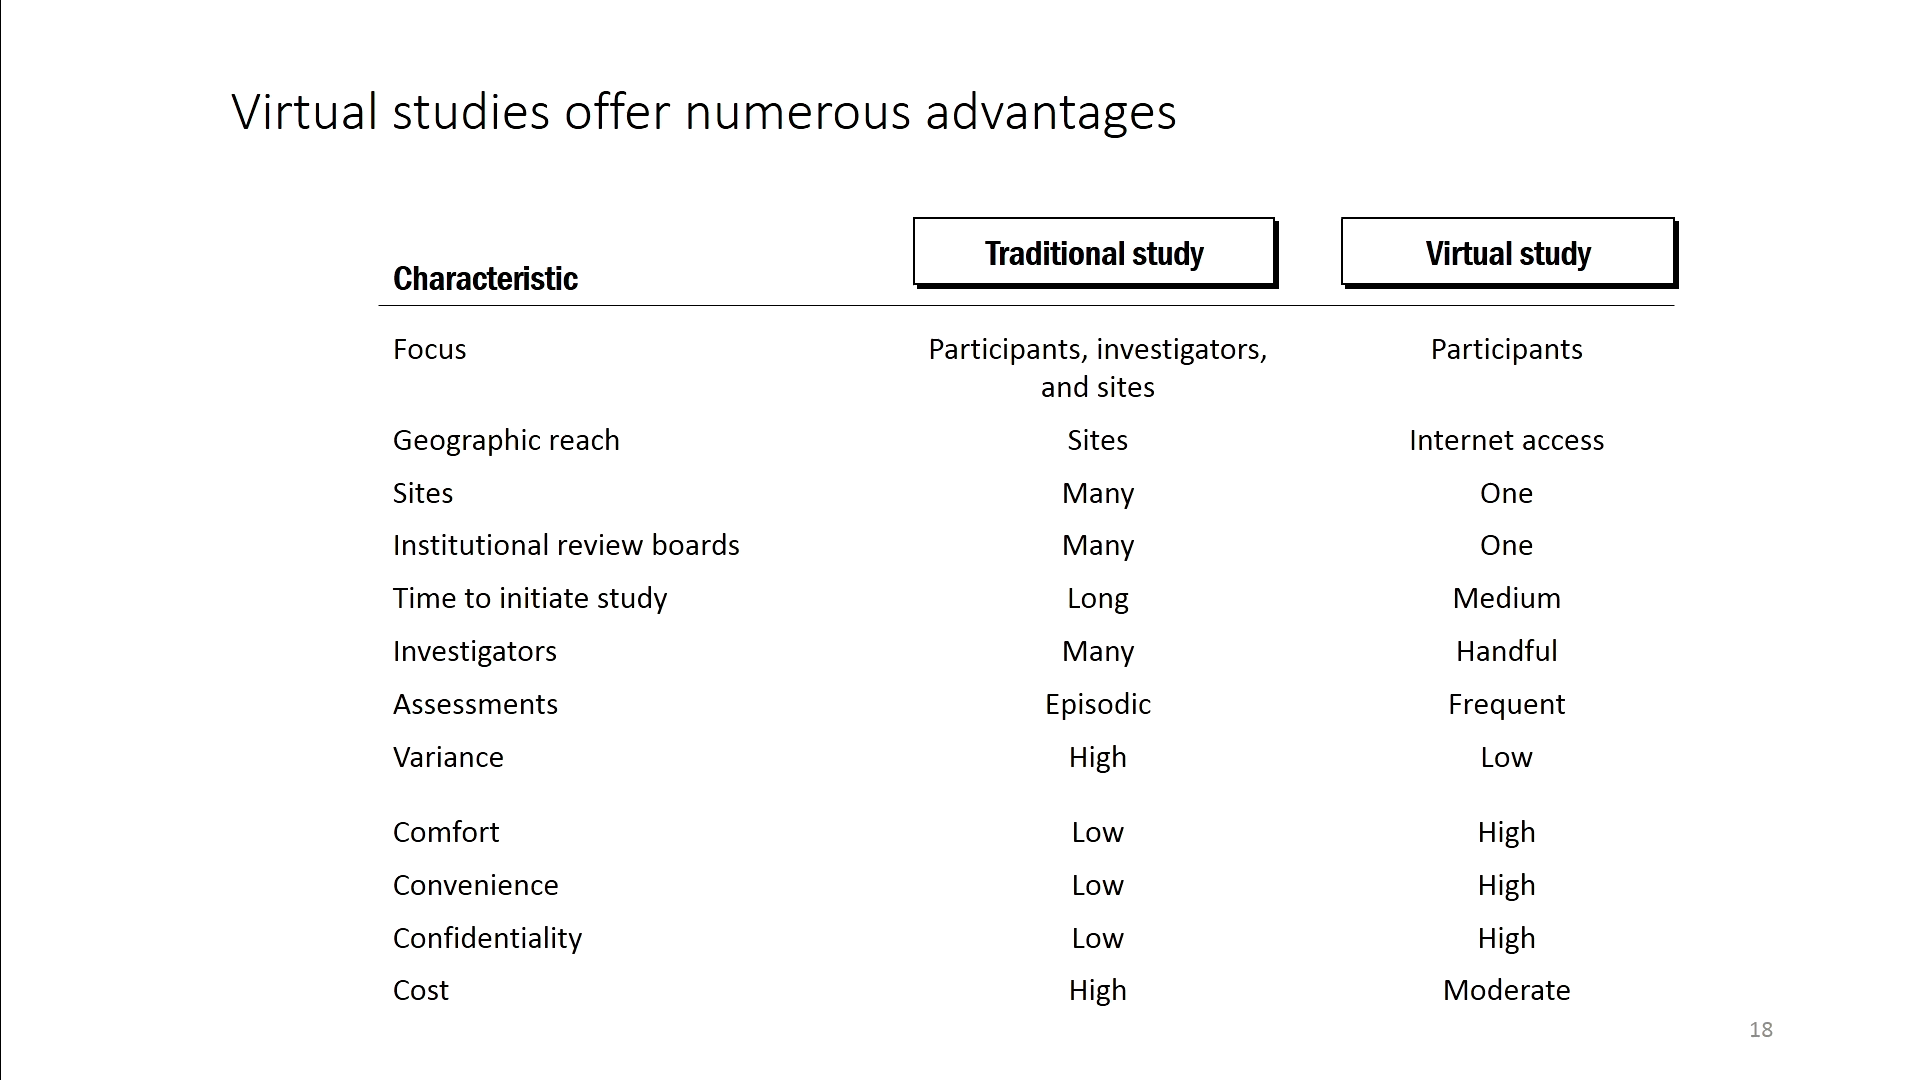 Virtual studies offer numerous advantages
Characteristic Traditional study Virtual study
Focus Participants, investigators, Participants
and sites
Geographic reach Sites Internet access
Sites Many One
Institutional review boards Many One
Time to initiate study Long Medium
Investigators Many Handful
Assessments Episodic Frequent
Variance High Low
Comfort Low High
Convenience Low High
Confidentiality Low High
Cost High Moderate
18